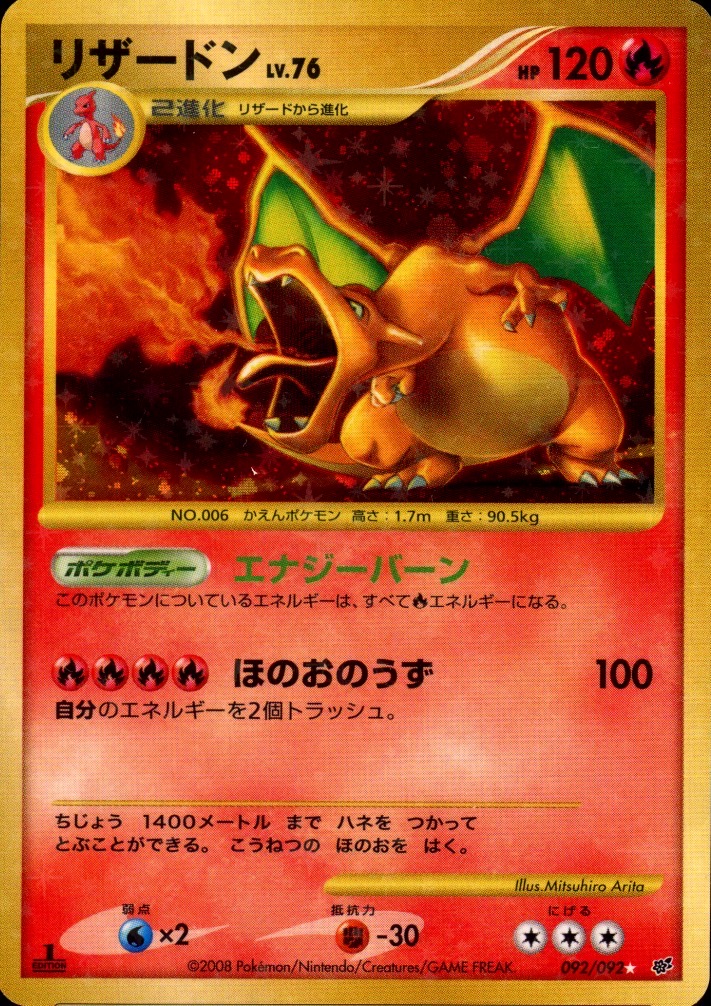 リザードン LV.76 HP 120
2進化 リザードから進化
NO.006 かえんポケモン 高さ：1.7m 重さ：90.5kg
ポケボディー エナジーバーン
このポケモンについているエネルギーは、すべてエネルギーになる。
ほのおのうず 100
自分のエネルギーを2個トラッシュ。
ちじょう 1400メートル まで ハネを つかって
とぶことができる。 こうねつの ほのおを はく。
Illus.Mitsuhiro Arita
弱点 ×2 抵抗力 -30 にげる
1 EDITION
©2008 Pokémon/Nintendo/Creatures/GAME FREAK. 092/092★